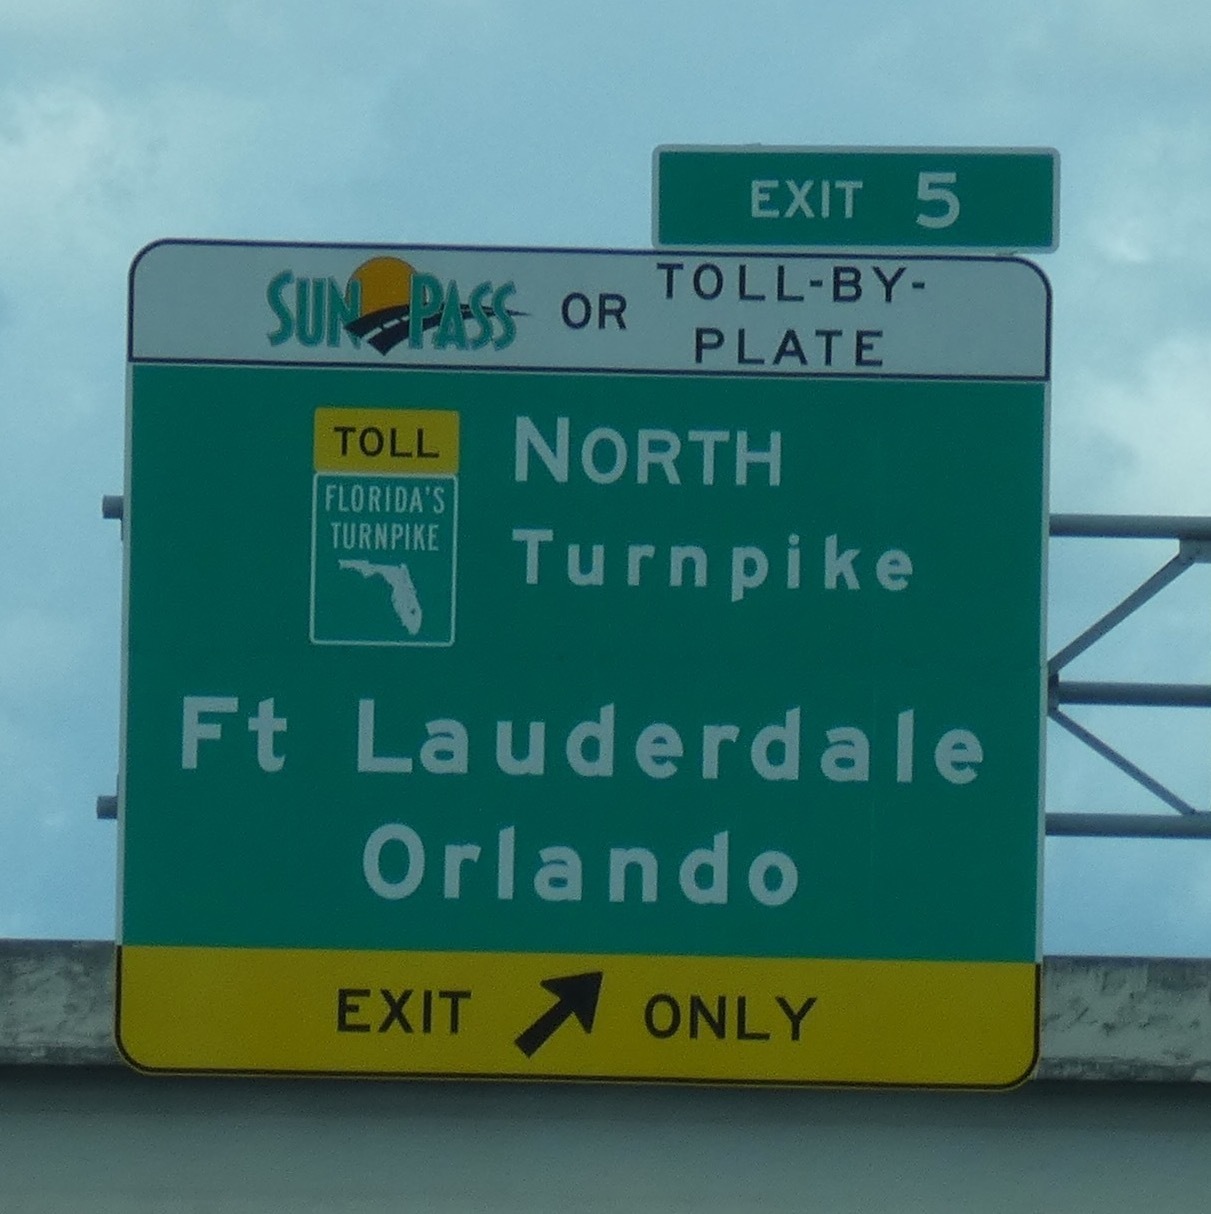 EXIT 5
SUNPASS OR TOLL-BY-
PLATE
TOLL
FLORIDA'S
TURNPIKE
NORTH
Turnpike
Ft Lauderdale
Orlando
EXIT ONLY